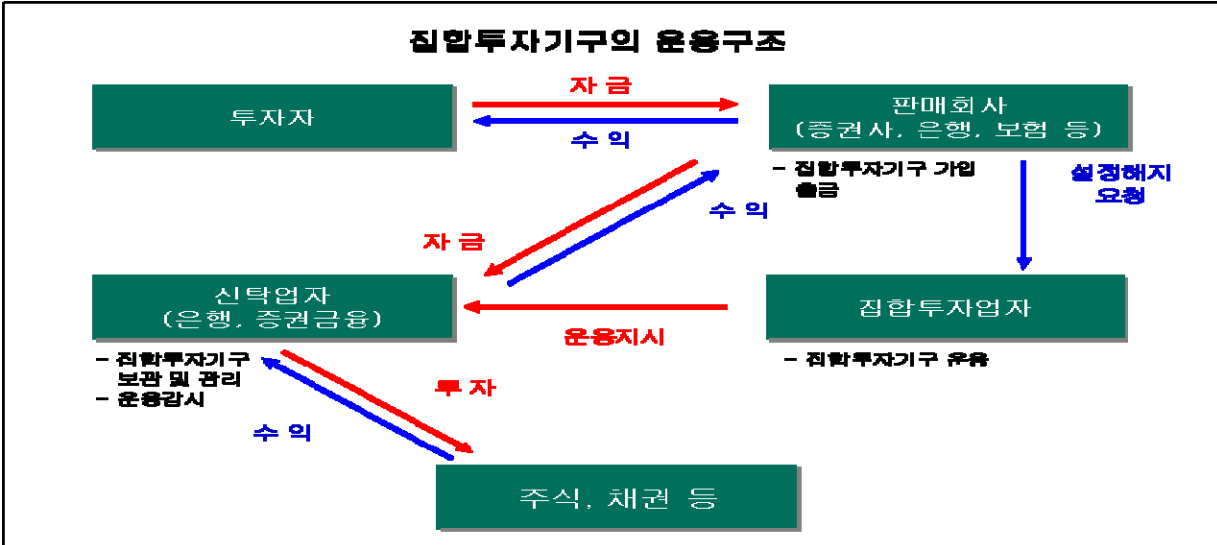 집합투자기구의 운용구조
투자자
자 금
수 익
판매회사
(증권사, 은행, 보험 등)
- 집합투자기구 가입
출금
설정해지
요청
수 익
자 금
신탁업자
(은행, 증권금융)
운용지시
집합투자업자
- 집합투자기구
보관 및 관리
- 운용감시
- 집합투자기구 운용
투 자
수 익
주식, 채권 등